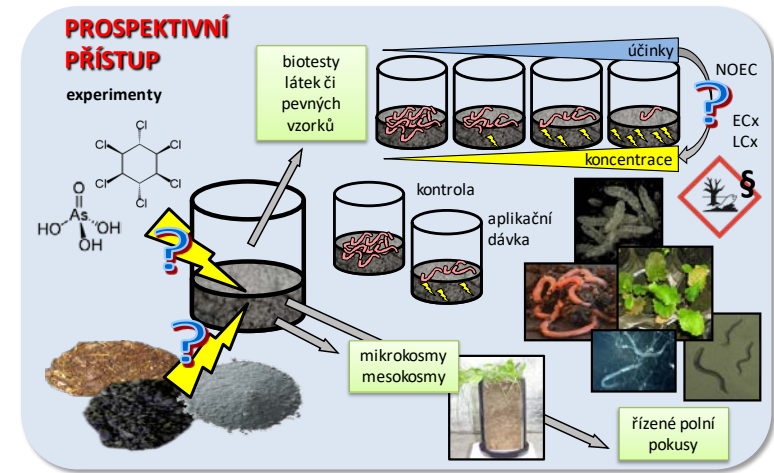 PROSPEKTIVNÍ
PŘÍSTUP
experimenty
Cl
Cl
Cl
Cl
Cl
Cl
O
As
HO
OH
HO
OH
?
?
biotesty
látek či
pevných
vzorků
účinky
NOEC
?
ECx
LCx
koncentrace
§
kontrola
aplikační
dávka
mikrokosmy
mesokosmy
řízené polní
pokusy